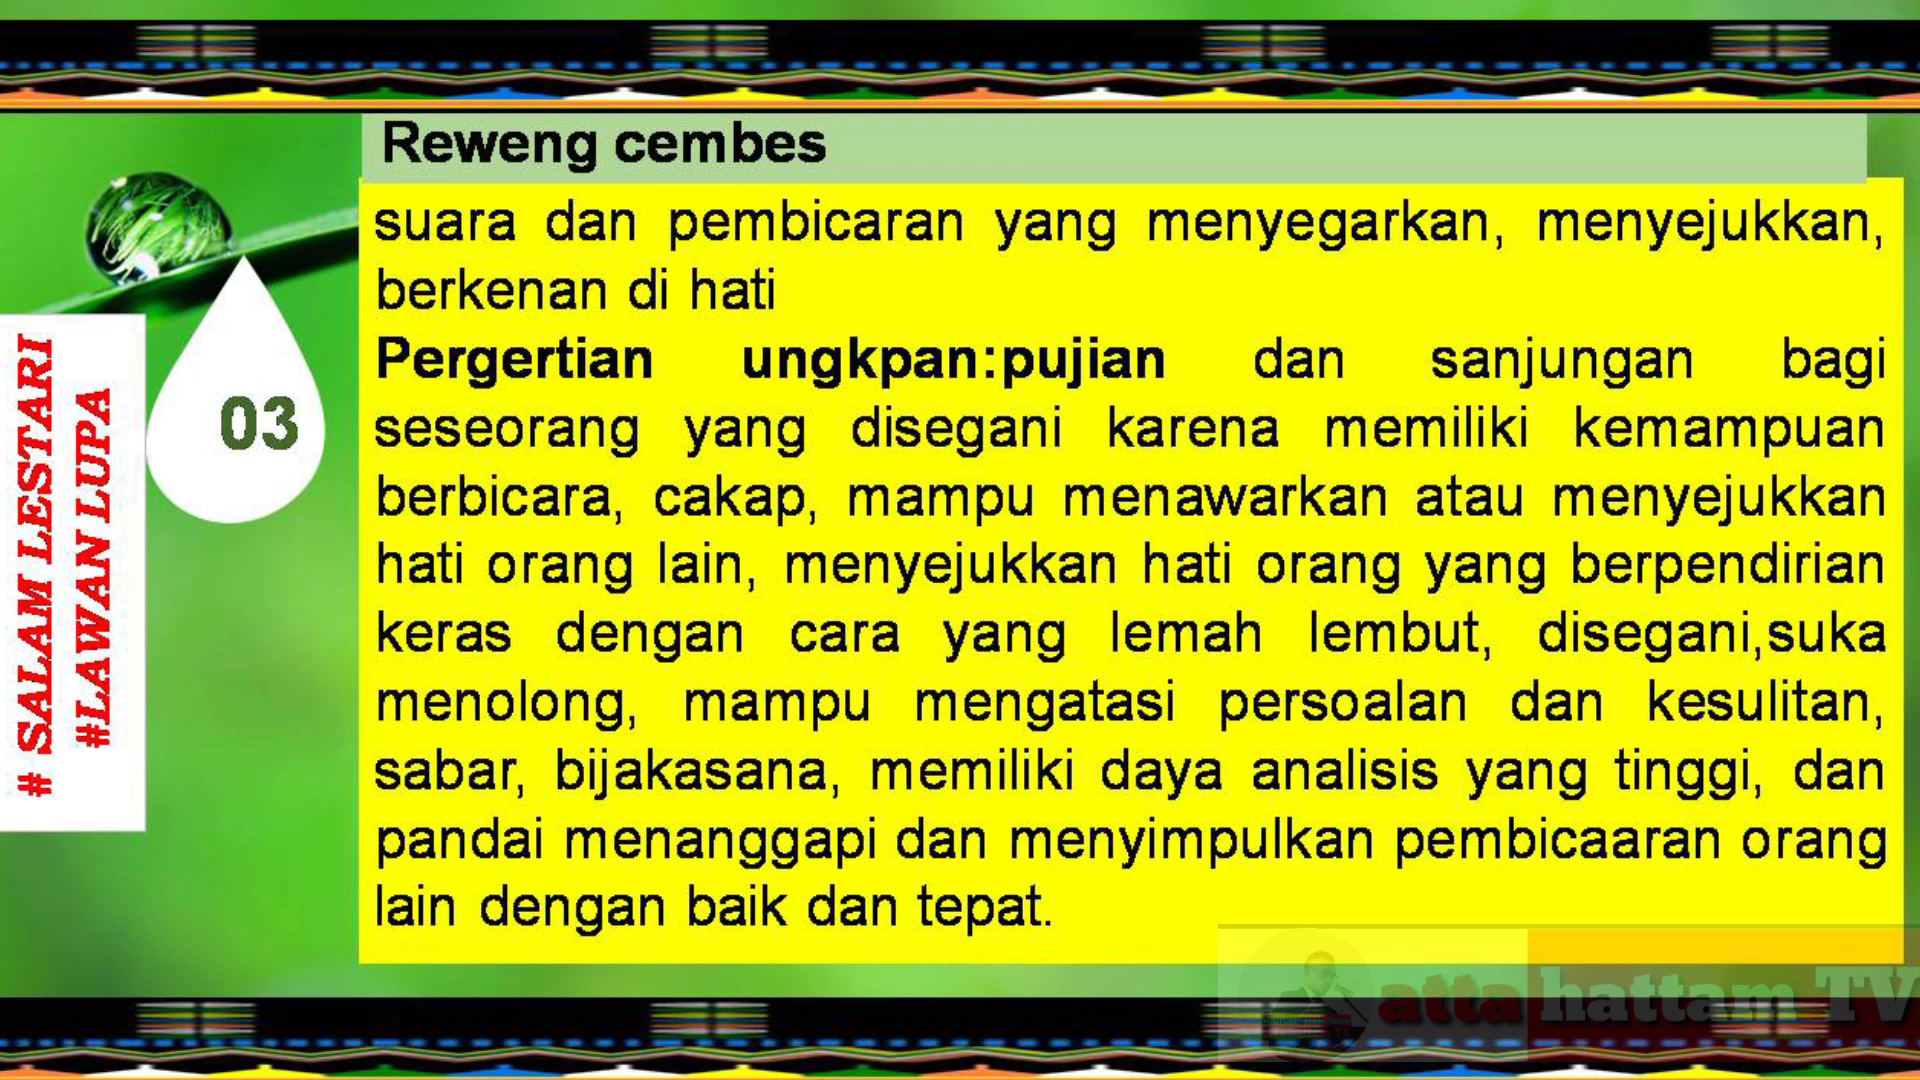 Reweng cembes
suara dan pembicaran yang menyegarkan, menyejukkan,
berkenan di hati
Pergertian ungkpan:pujian dan sanjungan bagi
seseorang yang disegani karena memiliki kemampuan
berbicara, cakap, mampu menawarkan atau menyejukkan
hati orang lain, menyejukkan hati orang yang berpendirian
keras dengan cara yang lemah lembut, disegani,suka
menolong, mampu mengatasi persoalan dan kesulitan,
sabar, bijakasana, memiliki daya analisis yang tinggi, dan
pandai menanggapi dan menyimpulkan pembicaaran orang
lain dengan baik dan tepat.
03
# SALAM LESTARI
#LAWAN LUPA
atta hattam TV